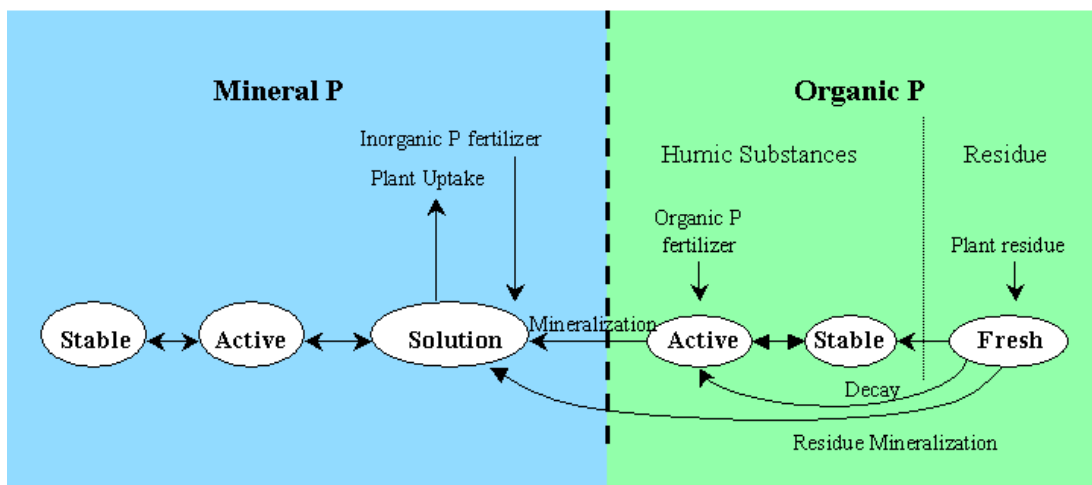 Mineral P
Organic P
Inorganic P fertilizer
Plant Uptake
Humic Substances
Residue
Organic P
fertilizer
Plant residue
Stable
Active
Solution
Mineralization
Active
Stable
Fresh
Decay
Residue Mineralization